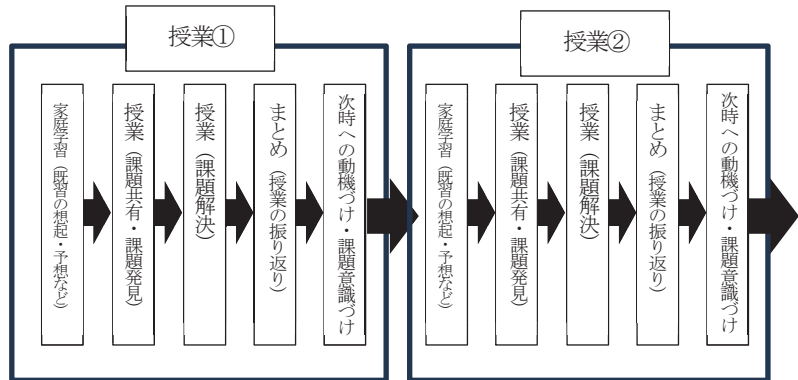 授業①
家庭学習（既習の想起・予想など）
授業（課題共有・課題発見）
授業（課題解決）
まとめ（授業の振り返り）
次時への動機づけ・課題意識づけ
授業②
家庭学習（既習の想起・予想など）
授業（課題共有・課題発見）
授業（課題解決）
まとめ（授業の振り返り）
次時への動機づけ・課題意識づけ